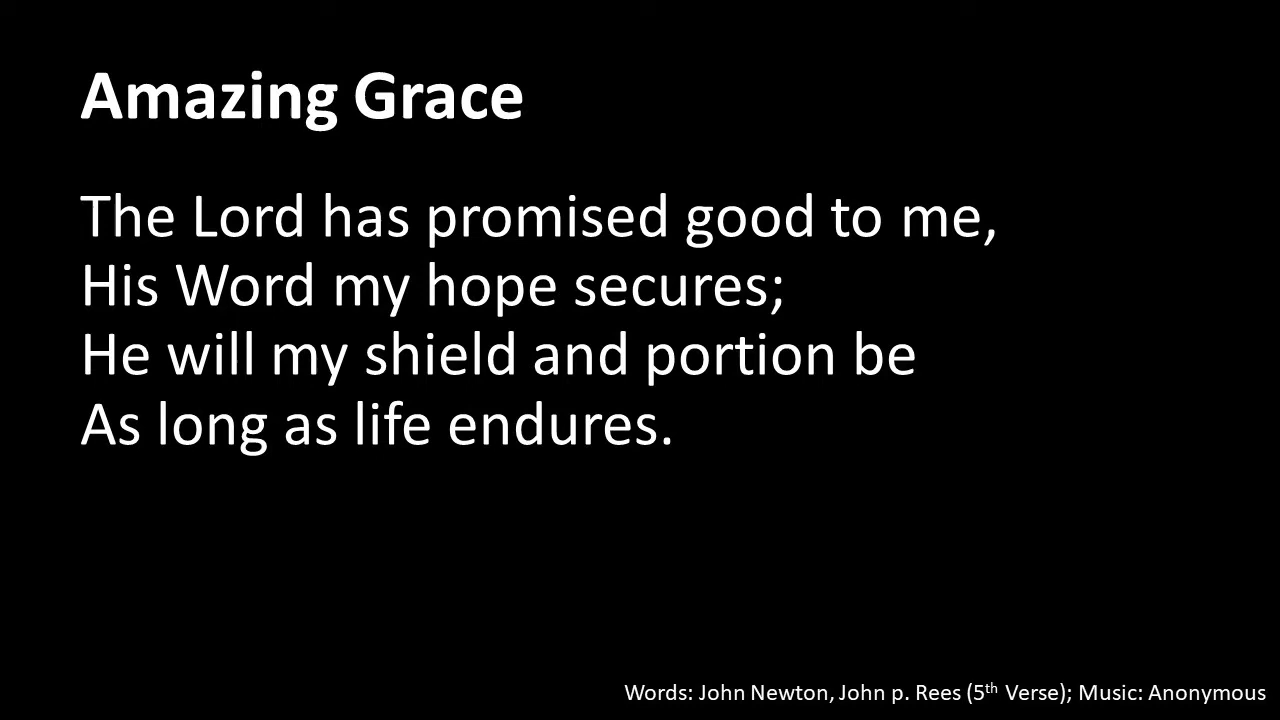 Amazing Grace
The Lord has promised good to me,
His Word my hope secures;
He will my shield and portion be
As long as life endures.
Words: John Newton, John p. Rees (5th Verse); Music: Anonymous